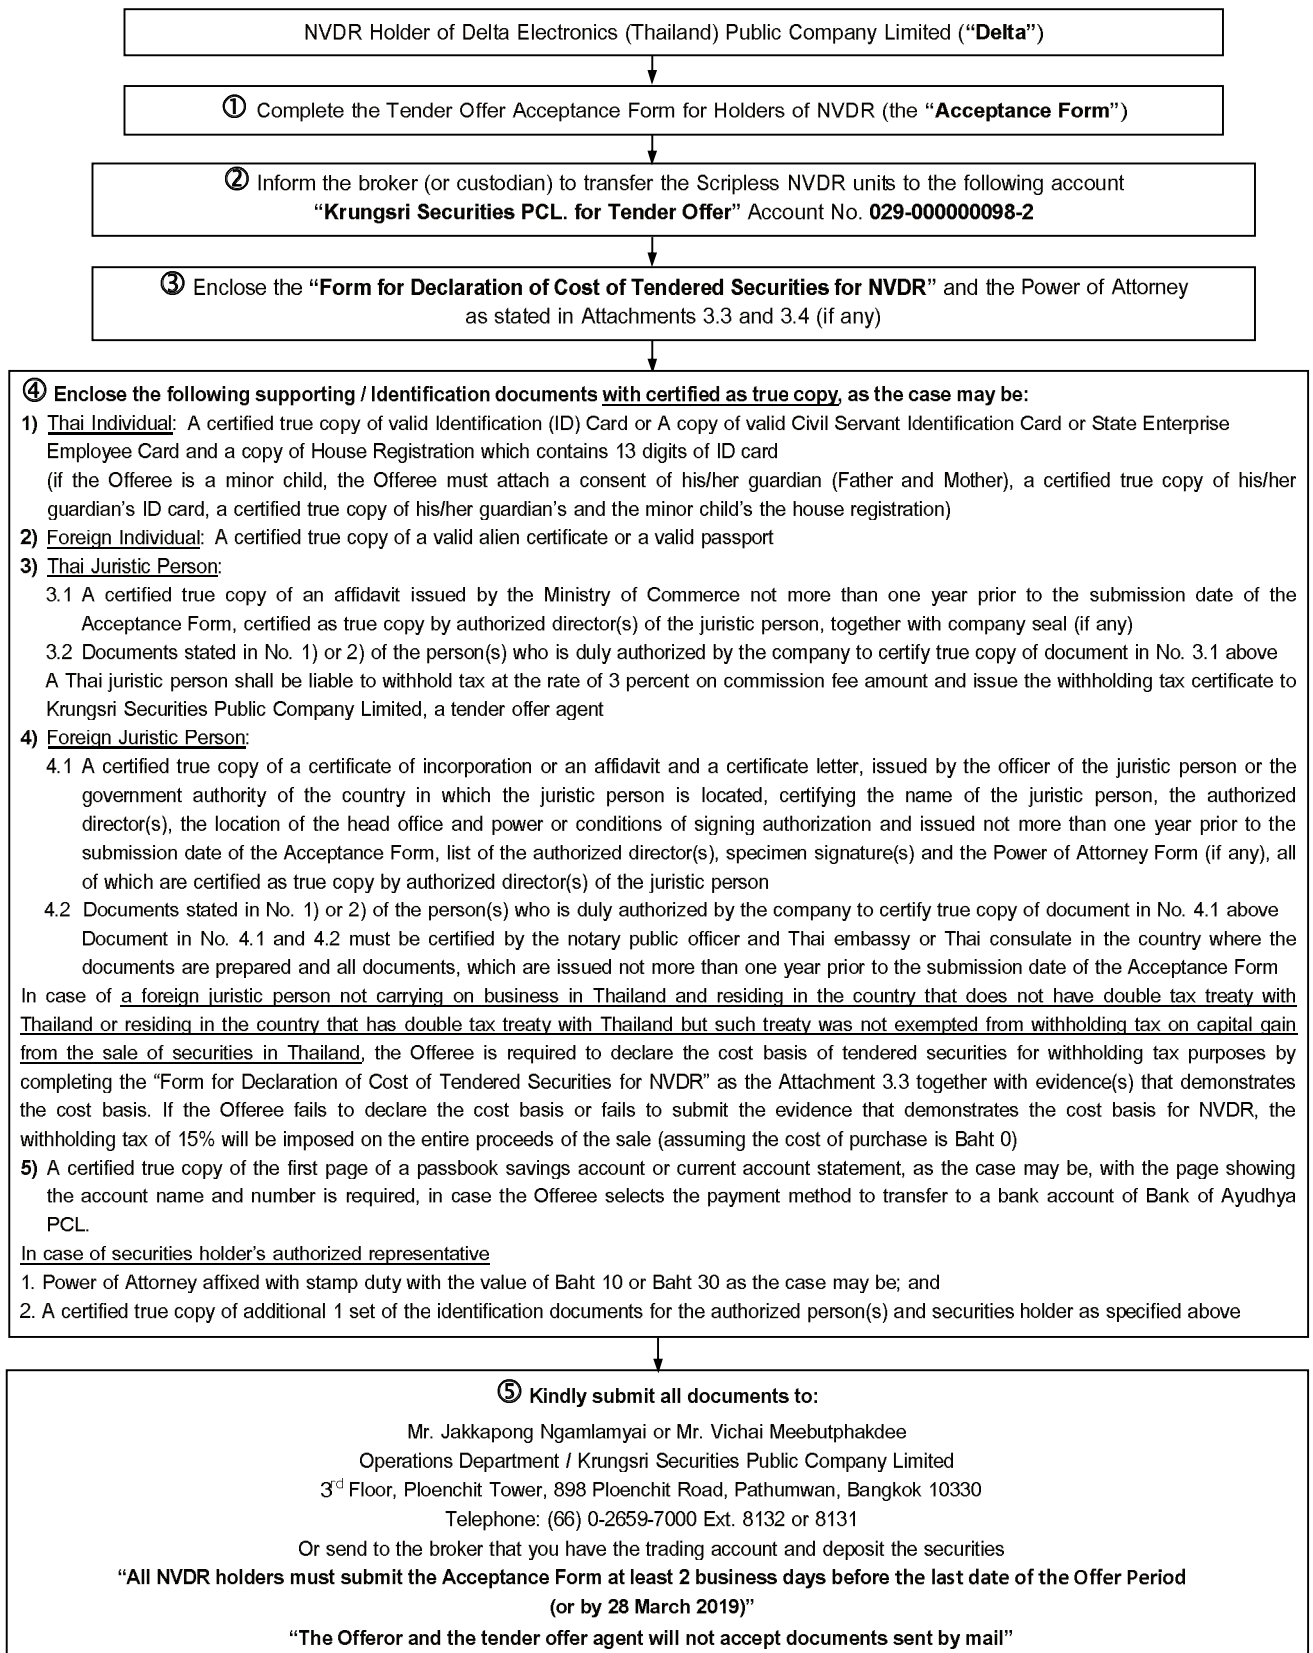 NVDR Holder of Delta Electronics (Thailand) Public Company Limited (“Delta”)
① Complete the Tender Offer Acceptance Form for Holders of NVDR (the “Acceptance Form”)
② Inform the broker (or custodian) to transfer the Scripless NVDR units to the following account
“Krungsri Securities PCL. for Tender Offer” Account No. 029-000000098-2
③ Enclose the “Form for Declaration of Cost of Tendered Securities for NVDR” and the Power of Attorney
as stated in Attachments 3.3 and 3.4 (if any)
④ Enclose the following supporting / Identification documents with certified as true copy, as the case may be:
1) Thai Individual: A certified true copy of valid Identification (ID) Card or A copy of valid Civil Servant Identification Card or State Enterprise
Employee Card and a copy of House Registration which contains 13 digits of ID card
(if the Offeree is a minor child, the Offeree must attach a consent of his/her guardian (Father and Mother), a certified true copy of his/her
guardian’s ID card, a certified true copy of his/her guardian’s and the minor child’s the house registration)
2) Foreign Individual: A certified true copy of a valid alien certificate or a valid passport
3) Thai Juristic Person:
3.1 A certified true copy of an affidavit issued by the Ministry of Commerce not more than one year prior to the submission date of the
Acceptance Form, certified as true copy by authorized director(s) of the juristic person, together with company seal (if any)
3.2 Documents stated in No. 1) or 2) of the person(s) who is duly authorized by the company to certify true copy of document in No. 3.1 above
A Thai juristic person shall be liable to withhold tax at the rate of 3 percent on commission fee amount and issue the withholding tax certificate to
Krungsri Securities Public Company Limited, a tender offer agent
4) Foreign Juristic Person:
4.1 A certified true copy of a certificate of incorporation or an affidavit and a certificate letter, issued by the officer of the juristic person or the
government authority of the country in which the juristic person is located, certifying the name of the juristic person, the authorized
director(s), the location of the head office and power or conditions of signing authorization and issued not more than one year prior to the
submission date of the Acceptance Form, list of the authorized director(s), specimen signature(s) and the Power of Attorney Form (if any), all
of which are certified as true copy by authorized director(s) of the juristic person
4.2 Documents stated in No. 1) or 2) of the person(s) who is duly authorized by the company to certify true copy of document in No. 4.1 above
Document in No. 4.1 and 4.2 must be certified by the notary public officer and Thai embassy or Thai consulate in the country where the
documents are prepared and all documents, which are issued not more than one year prior to the submission date of the Acceptance Form
In case of a foreign juristic person not carrying on business in Thailand and residing in the country that does not have double tax treaty with
Thailand or residing in the country that has double tax treaty with Thailand but such treaty was not exempted from withholding tax on capital gain
from the sale of securities in Thailand, the Offeree is required to declare the cost basis of tendered securities for withholding tax purposes by
completing the “Form for Declaration of Cost of Tendered Securities for NVDR” as the Attachment 3.3 together with evidence(s) that demonstrates
the cost basis. If the Offeree fails to declare the cost basis or fails to submit the evidence that demonstrates the cost basis for NVDR, the
withholding tax of 15% will be imposed on the entire proceeds of the sale (assuming the cost of purchase is Baht 0)
5) A certified true copy of the first page of a passbook savings account or current account statement, as the case may be, with the page showing
the account name and number is required, in case the Offeree selects the payment method to transfer to a bank account of Bank of Ayudhya
PCL.
In case of securities holder’s authorized representative
1. Power of Attorney affixed with stamp duty with the value of Baht 10 or Baht 30 as the case may be; and
2. A certified true copy of additional 1 set of the identification documents for the authorized person(s) and securities holder as specified above
⑤ Kindly submit all documents to:
Mr. Jakkapong Ngamlamyai or Mr. Vichai Meebutphakdee
Operations Department / Krungsri Securities Public Company Limited
3rd Floor, Ploenchit Tower, 898 Ploenchit Road, Pathumwan, Bangkok 10330
Telephone: (66) 0-2659-7000 Ext. 8132 or 8131
Or send to the broker that you have the trading account and deposit the securities
“All NVDR holders must submit the Acceptance Form at least 2 business days before the last date of the Offer Period
(or by 28 March 2019)”
“The Offeror and the tender offer agent will not accept documents sent by mail”